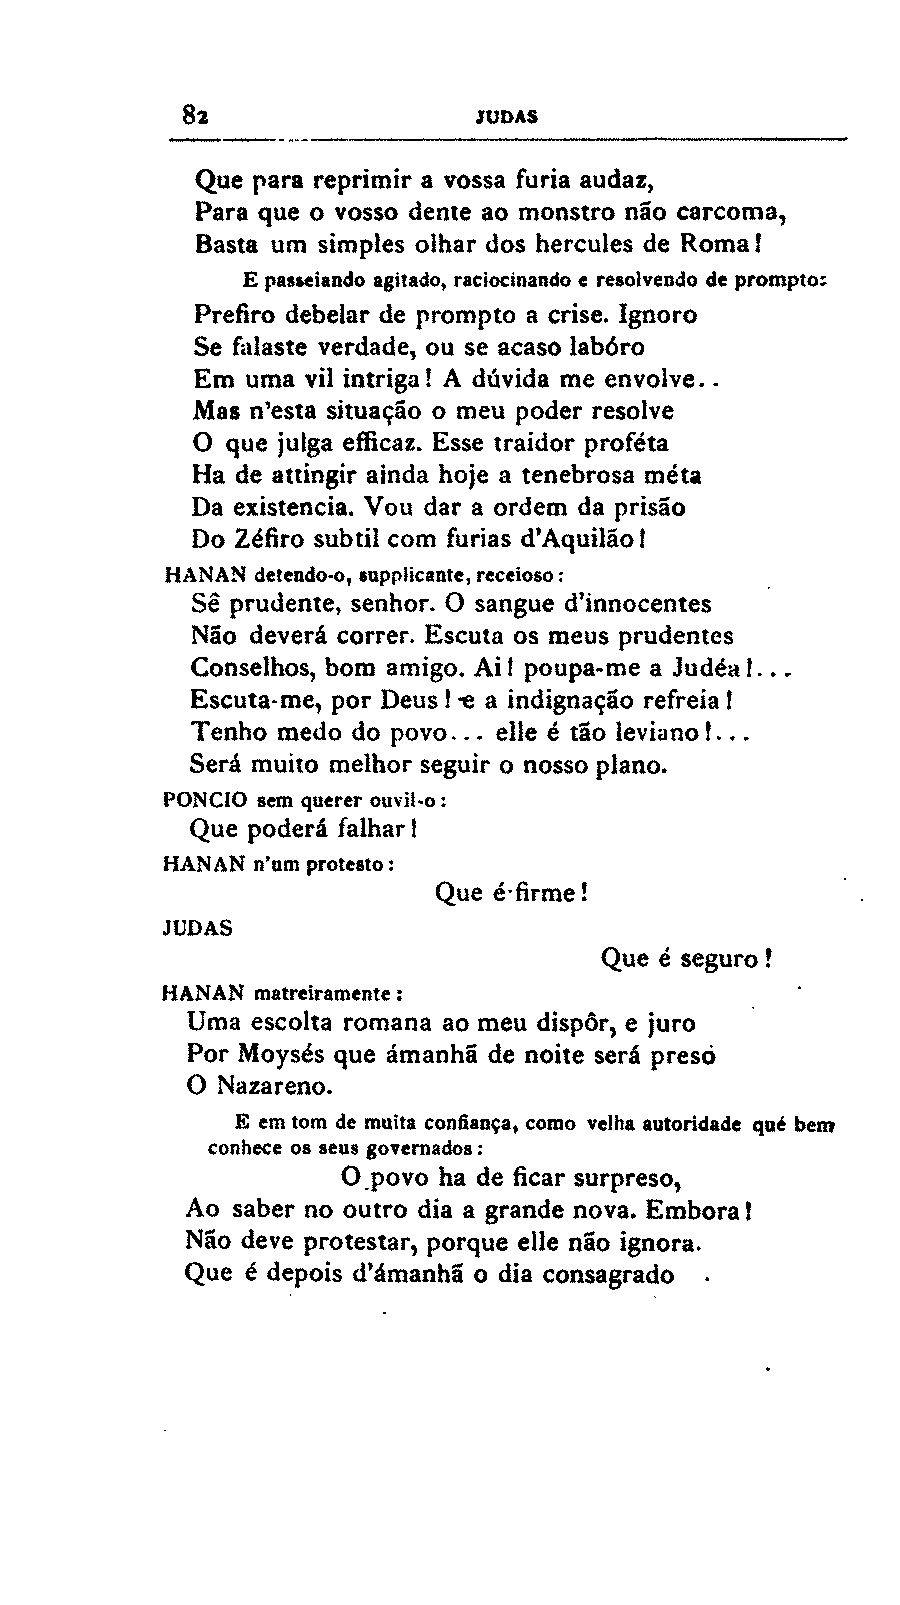 82 JUDAS
Que para reprimir a vossa furia audaz,
Para que o vosso dente ao monstro não carcoma,
Basta um simples olhar dos hercules de Roma!
E passeiando agitado, raciocinando e resolvendo de prompto:
Prefiro debelar de prompto a crise. Ignoro
Se falaste verdade, ou se acaso labóro
Em uma vil intriga! A dúvida me envolve..
Mas n'esta situação o meu poder resolve
O que julga efficaz. Esse traidor proféta
Ha de attingir ainda hoje a tenebrosa méta
Da existencia. Vou dar a ordem da prisão
Do Zéfiro subtil com furias d'Aquilão!
HANAN detendo-o, supplicante, receioso:
Sê prudente, senhor. O sangue d'innocentes
Não deverá correr. Escuta os meus prudentes
Conselhos, bom amigo. Ai! poupa-me a Judéa!...
Escuta-me, por Deus! e a indignação refreia!
Tenho medo do povo... elle é tão leviano!...
Será muito melhor seguir o nosso plano.
PONCIO sem querer ouvil-o:
Que poderá falhar!
HANAN n'um protesto:
Que é firme!
JUDAS
Que é seguro!
HANAN matreiramente:
Uma escolta romana ao meu dispôr, e juro
Por Moysés que ámanhã de noite será preso
O Nazareno.
E em tom de muita confiança, como velha autoridade qué bem
conhece os seus governados:
O povo ha de ficar surpreso,
Ao saber no outro dia a grande nova. Embora!
Não deve protestar, porque elle não ignora.
Que é depois d'ámanhã o dia consagrado